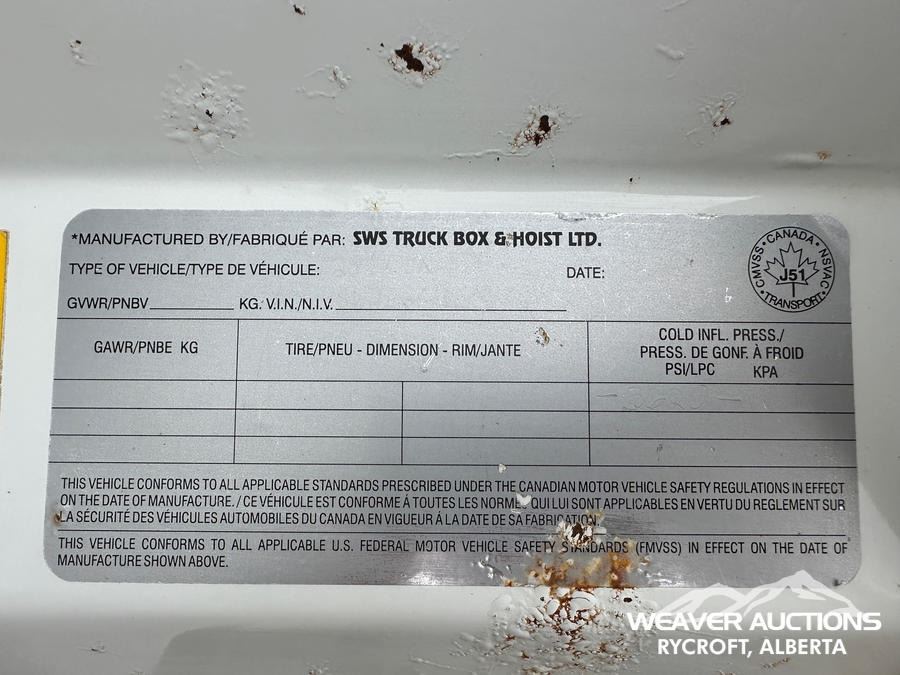 *MANUFACTURED BY/FABRIQUÉ PAR: SWS TRUCK BOX & HOIST LTD.
TYPE OF VEHICLE/TYPE DE VÉHICULE: DATE:
GVWR/PNBV KG. V.I.N./N.I.V.
CMVSS • CANADA • NSVAC
J51
TRANSPORT
GAWR/PNBE KG
TIRE/PNEU - DIMENSION - RIM/JANTE
COLD INFL. PRESS./
PRESS. DE GONF. À FROID
PSI/LPC KPA
THIS VEHICLE CONFORMS TO ALL APPLICABLE STANDARDS PRESCRIBED UNDER THE CANADIAN MOTOR VEHICLE SAFETY REGULATIONS IN EFFECT
ON THE DATE OF MANUFACTURE. / CE VÉHICULE EST CONFORME Á TOUTES LES NORMES QUI LUI SONT APPLICABLES EN VERTU DU REGLEMENT SUR
LA SÉCURITÉ DES VÉHICULES AUTOMOBILES DU CANADA EN VIGUEUR Á LA DATE DE SA FABRICATION.
THIS VEHICLE CONFORMS TO ALL APPLICABLE U.S. FEDERAL MOTOR VEHICLE SAFETY STANDARDS (FMVSS) IN EFFECT ON THE DATE OF
MANUFACTURE SHOWN ABOVE.
WEAVER AUCTIONS
RYCROFT, ALBERTA